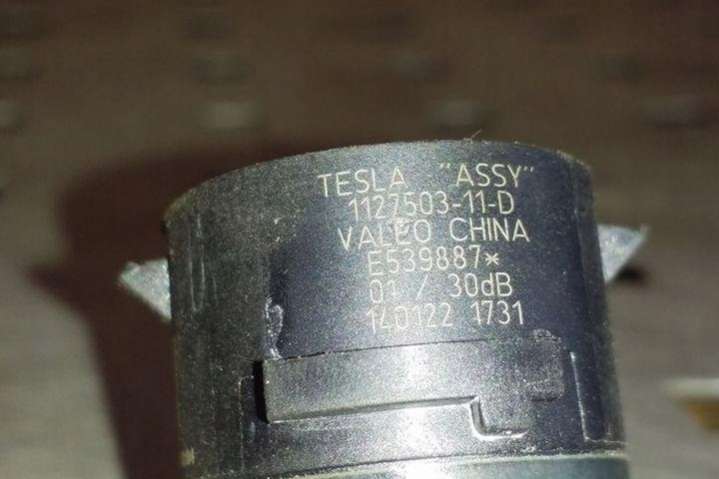 TESLA "ASSY"
1127503-11-D
VALEO CHINA
E539887*
01 / 30dB
140122 1731